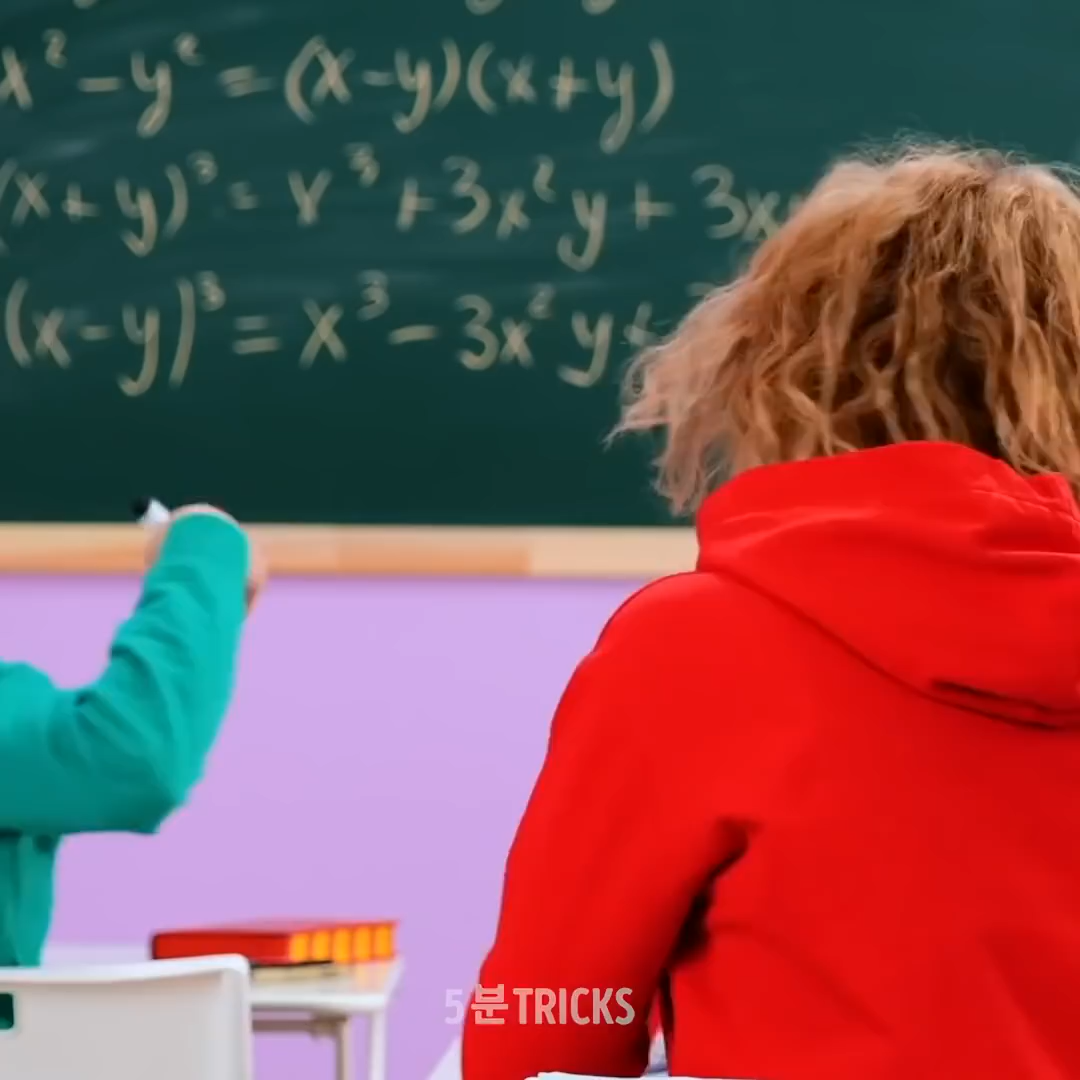 x² - y² = (x-y)(x+y)
(x+y)³ = x³ + 3x²y + 3x
(x-y)³ = x³ - 3x²y +
5분TRICKS